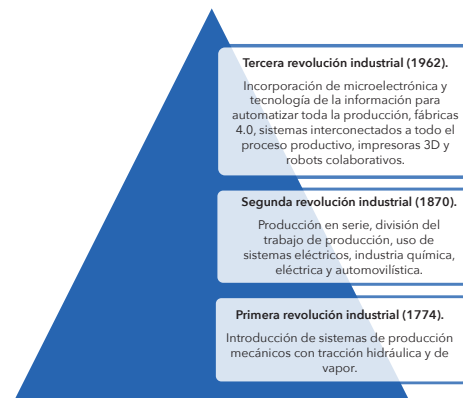 Tercera revolución industrial (1962).
Incorporación de microelectrónica y
tecnología de la información para
automatizar toda la producción, fábricas
4.0, sistemas interconectados a todo el
proceso productivo, impresoras 3D y
robots colaborativos.
Segunda revolución industrial (1870).
Producción en serie, división del
trabajo de producción, uso de
sistemas eléctricos, industria química,
eléctrica y automovilística.
Primera revolución industrial (1774).
Introducción de sistemas de producción
mecánicos con tracción hidráulica y de
vapor.